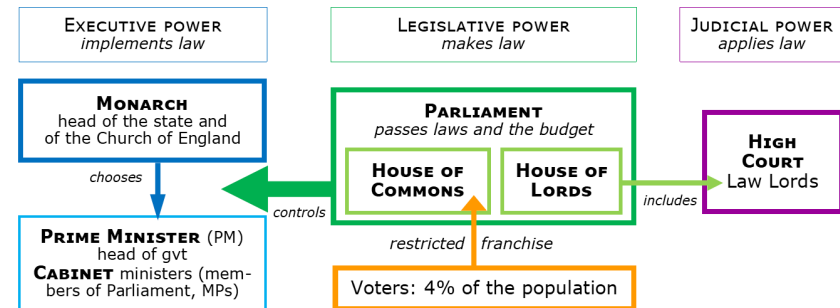 EXECUTIVE POWER
implements law
LEGISLATIVE POWER
makes law
JUDICIAL POWER
applies law
MONARCH
head of the state and
of the Church of England
chooses
PRIME MINISTER (PM)
head of gvt
CABINET ministers (mem-
bers of Parliament, MPs)
controls
PARLIAMENT
passes laws and the budget
HOUSE OF
COMMONS
HOUSE OF
LORDS
includes
restricted franchise
Voters: 4% of the population
HIGH
COURT
Law Lords